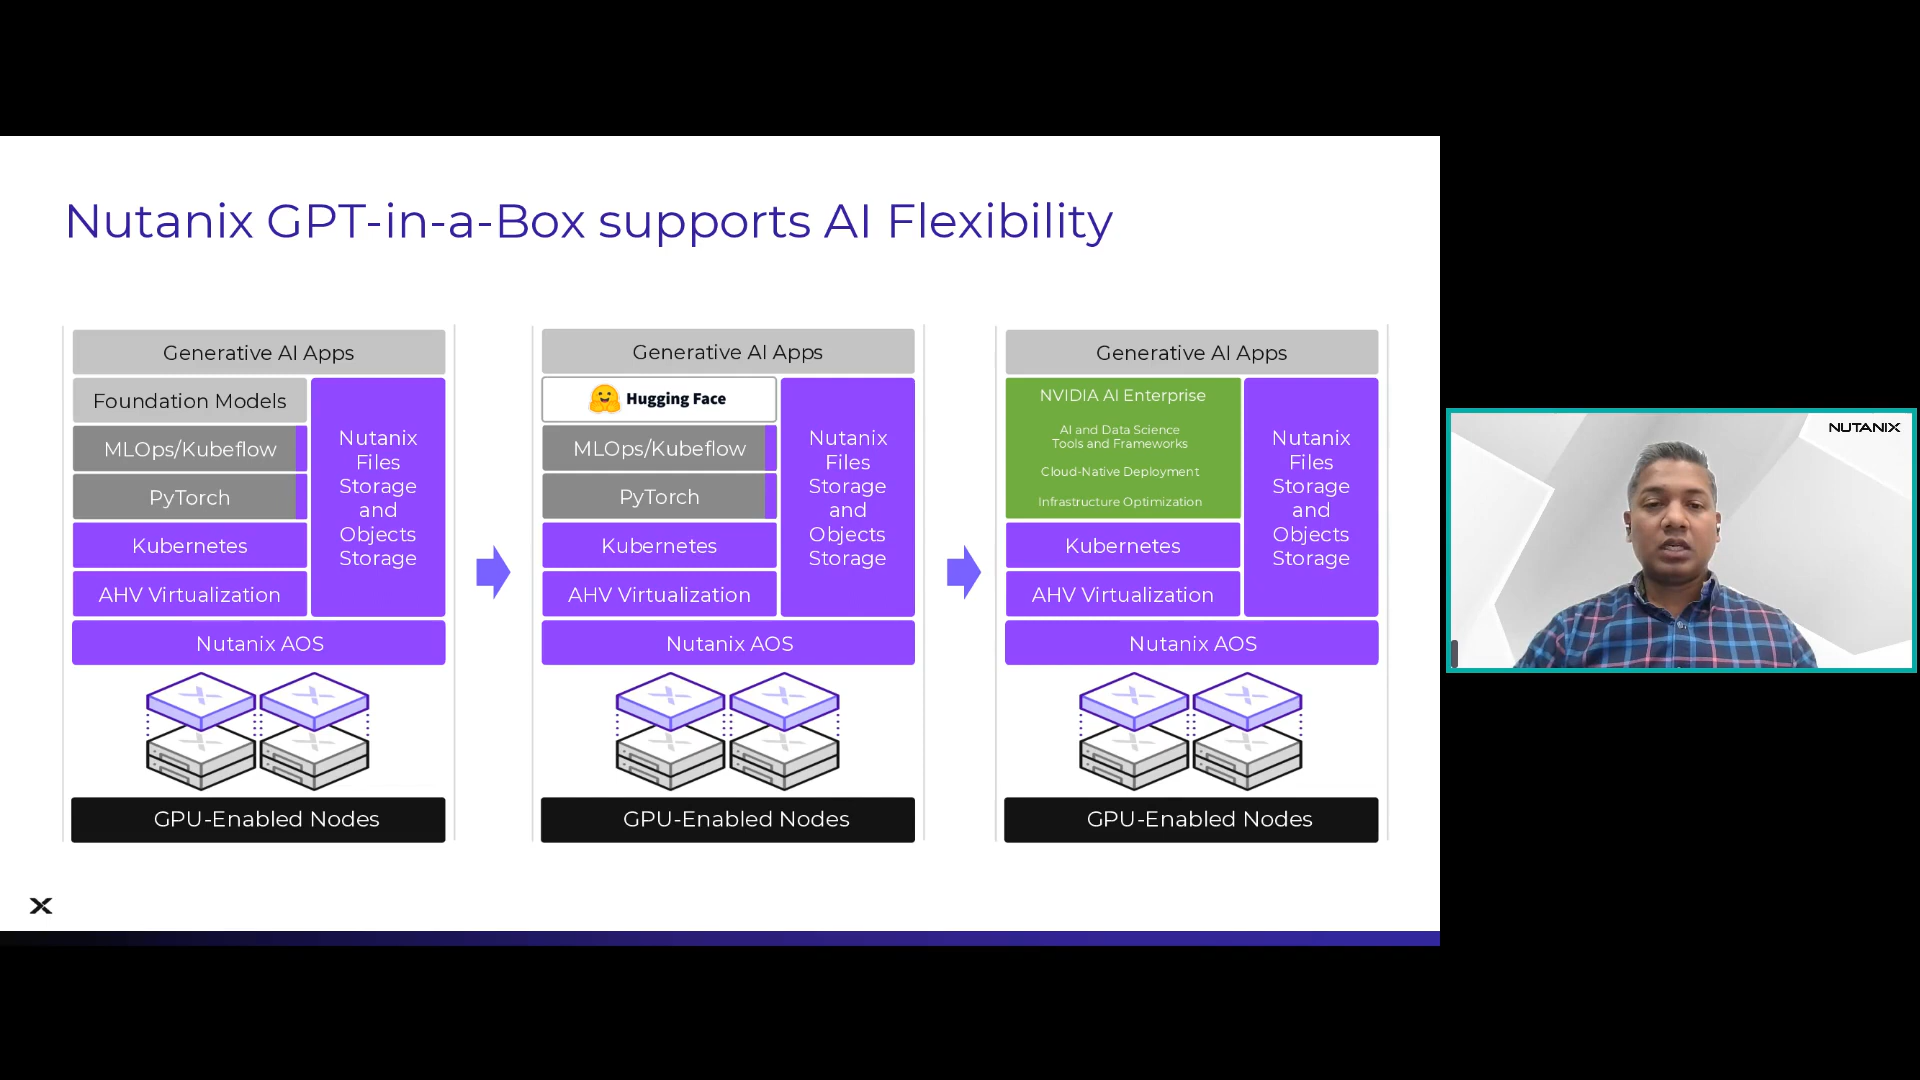 Nutanix GPT-in-a-Box supports AI Flexibility
Generative AI Apps
Foundation Models
MLOps/Kubeflow
PyTorch
Kubernetes
AHV Virtualization
Nutanix
Files
Storage
and
Objects
Storage
Nutanix AOS
GPU-Enabled Nodes
Generative AI Apps
Hugging Face
MLOps/Kubeflow
PyTorch
Kubernetes
AHV Virtualization
Nutanix
Files
Storage
and
Objects
Storage
Nutanix AOS
GPU-Enabled Nodes
Generative AI Apps
NVIDIA AI Enterprise
AI and Data Science
Tools and Frameworks
Cloud-Native Deployment
Infrastructure Optimization
Kubernetes
AHV Virtualization
Nutanix
Files
Storage
and
Objects
Storage
Nutanix AOS
GPU-Enabled Nodes
NUTANIX